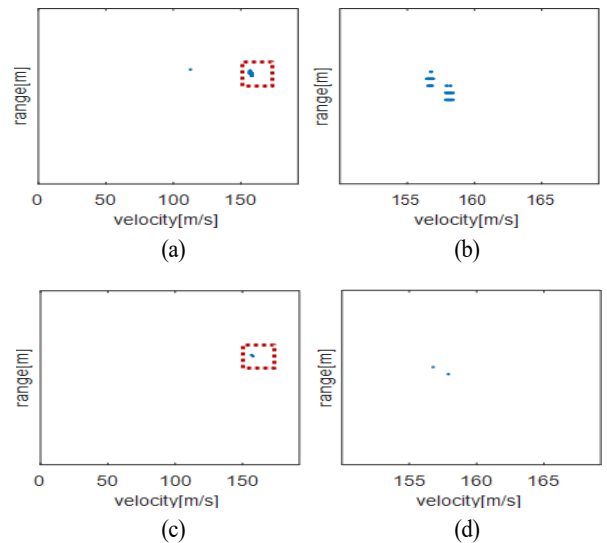 range[m]
0 50 100 150
velocity[m/s]
(a)
range[m]
155 160 165
velocity[m/s]
(b)
range[m]
0 50 100 150
velocity[m/s]
(c)
range[m]
155 160 165
velocity[m/s]
(d)